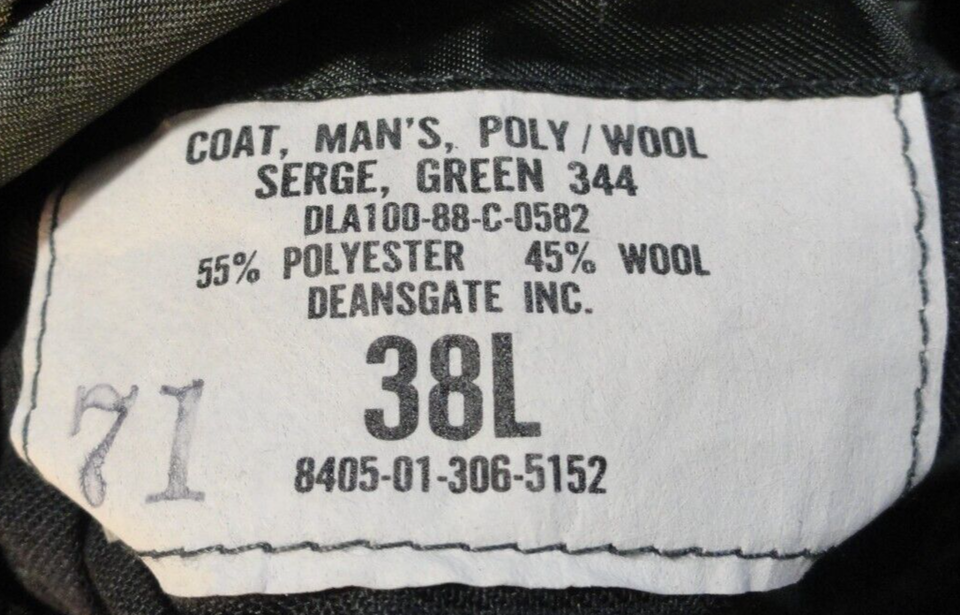 COAT, MAN'S, POLY/WOOL
SERGE, GREEN 344
DLA100-88-C-0582
55% POLYESTER 45% WOOL
DEANSGATE INC.
38L
71
8405-01-306-5152